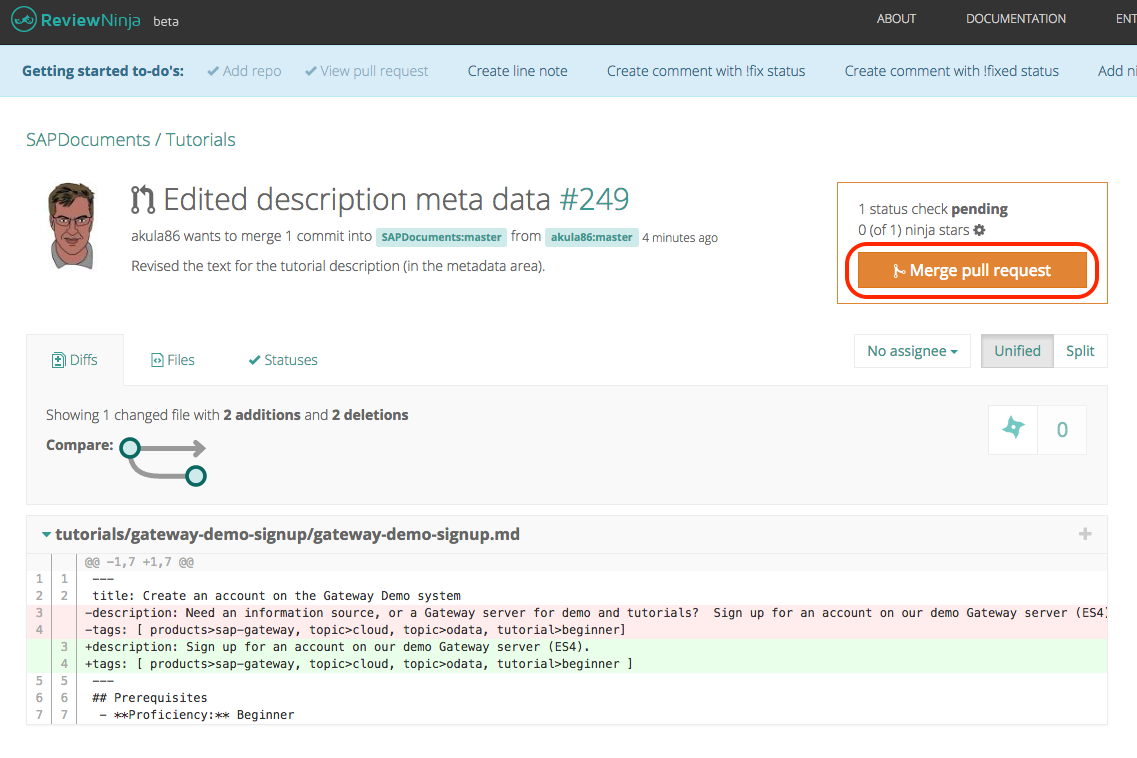 ReviewNinja beta ABOUT DOCUMENTATION ENT
Getting started to-do's: Add repo View pull request Create line note Create comment with !fix status Create comment with !fixed status Add ni
SAPDocuments / Tutorials
Edited description meta data #249
akula86 wants to merge 1 commit into SAPDocuments:master from akula86:master 4 minutes ago
Revised the text for the tutorial description (in the metadata area).
1 status check pending
0 (of 1) ninja stars
Merge pull request
Diffs Files Statuses No assignee Unified Split
Showing 1 changed file with 2 additions and 2 deletions
Compare:
0
tutorials/gateway-demo-signup/gateway-demo-signup.md
@@ -1,7 +1,7 @@
1 1 ---
2 2 title: Create an account on the Gateway Demo system
3 -description: Need an information source, or a Gateway server for demo and tutorials?  Sign up for an account on our demo Gateway server (ES4)
4 -tags: [ products>sap-gateway, topic>cloud, topic>odata, tutorial>beginner]
3 +description: Sign up for an account on our demo Gateway server (ES4).
4 +tags: [ products>sap-gateway, topic>cloud, topic>odata, tutorial>beginner ]
5 5 ---
6 6 ## Prerequisites
7 7 - **Proficiency:** Beginner